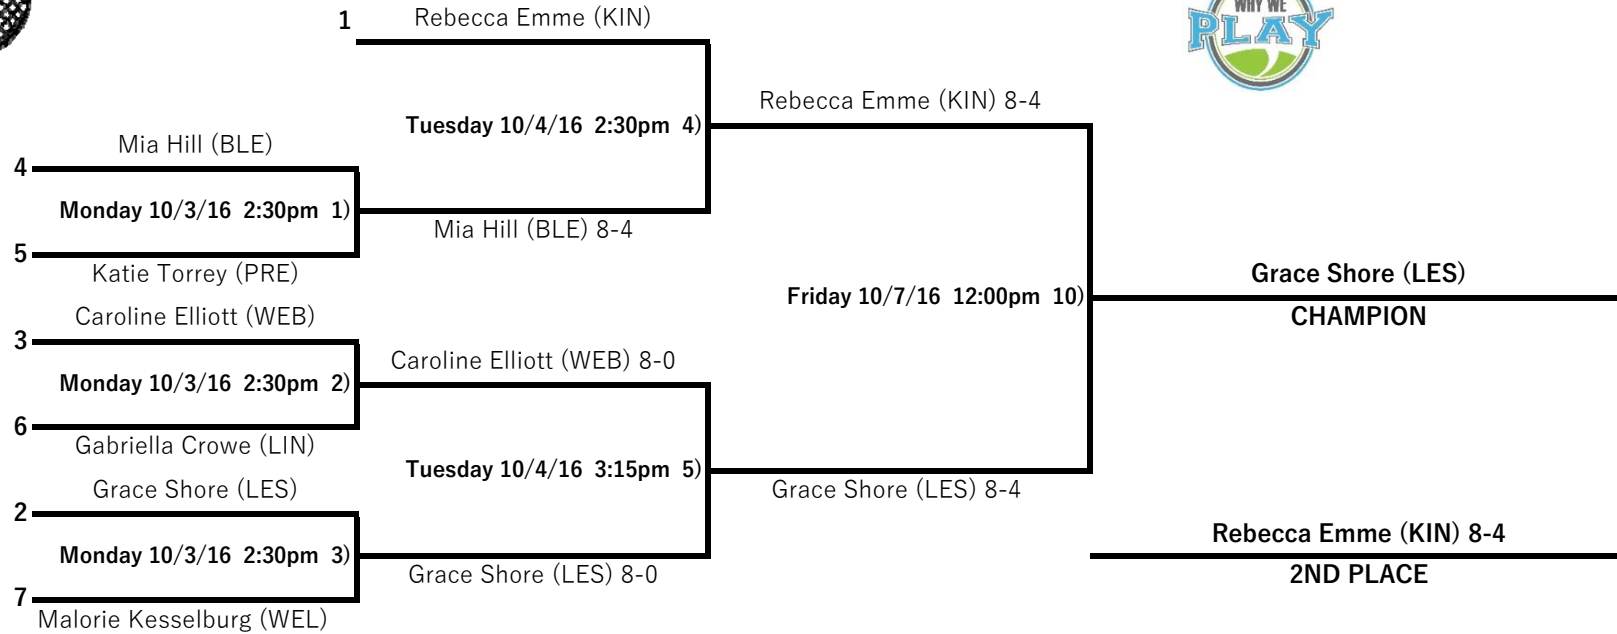 WHY WE
PLAY
1 Rebecca Emme (KIN)
Rebecca Emme (KIN) 8-4
Tuesday 10/4/16 2:30pm 4)
Mia Hill (BLE)
4
Monday 10/3/16 2:30pm 1)
Mia Hill (BLE) 8-4
5
Katie Torrey (PRE)
Grace Shore (LES)
Friday 10/7/16 12:00pm 10)
CHAMPION
Caroline Elliott (WEB)
3
Caroline Elliott (WEB) 8-0
Monday 10/3/16 2:30pm 2)
6
Gabriella Crowe (LIN)
Tuesday 10/4/16 3:15pm 5)
Grace Shore (LES)
Grace Shore (LES) 8-4
2
Rebecca Emme (KIN) 8-4
Monday 10/3/16 2:30pm 3)
Grace Shore (LES) 8-0
2ND PLACE
7
Malorie Kesselburg (WEL)